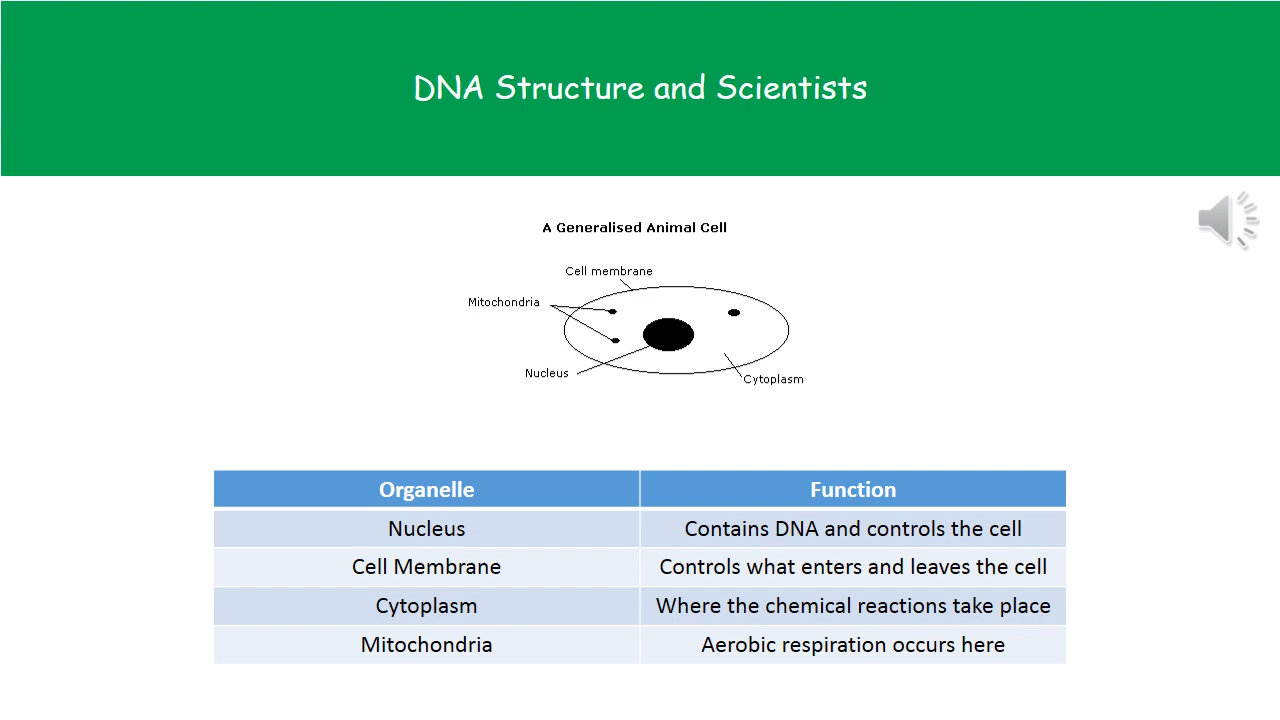 DNA Structure and Scientists
A Generalised Animal Cell
Cell membrane
Mitochondria
Nucleus
Cytoplasm
Organelle Function
Nucleus Contains DNA and controls the cell
Cell Membrane Controls what enters and leaves the cell
Cytoplasm Where the chemical reactions take place
Mitochondria Aerobic respiration occurs here